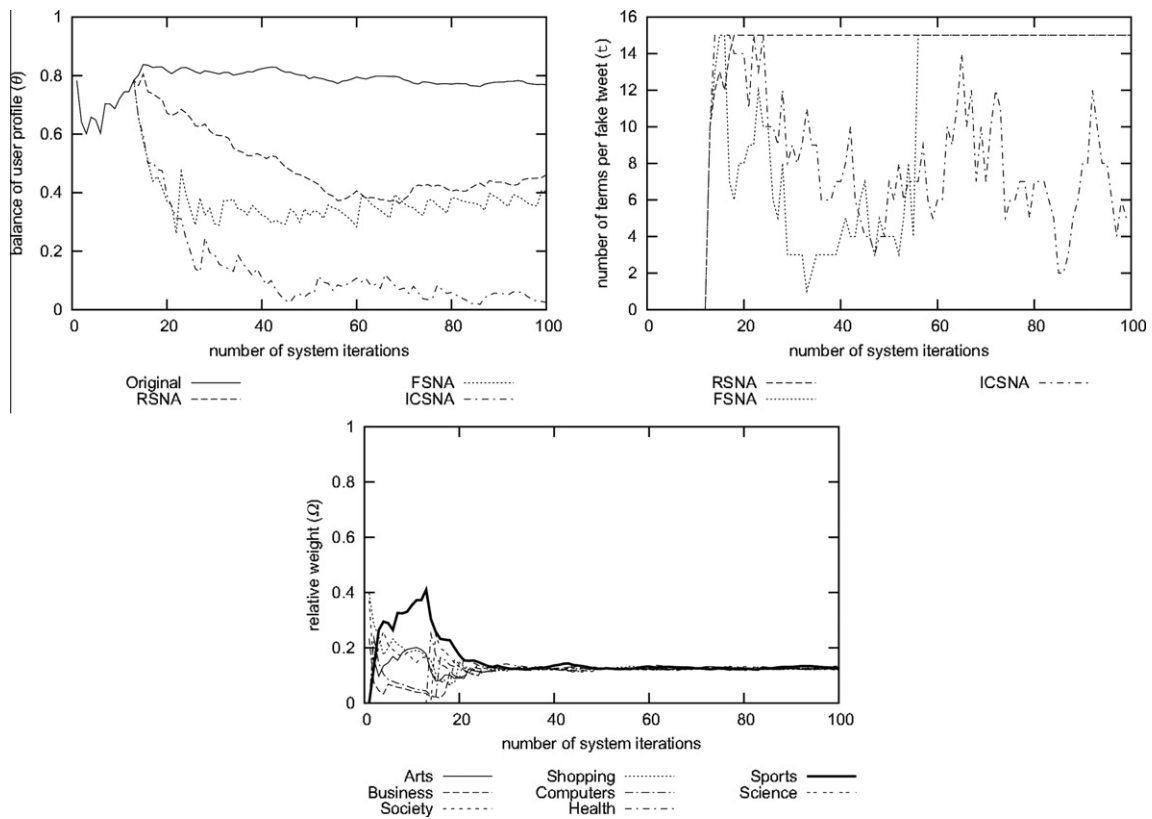 balance of user profile (θ)
1
0.8
0.6
0.4
0.2
0
0 20 40 60 80 100
number of system iterations
Original FSNA
RSNA ICSNA
number of terms per fake tweet (t)
16
14
12
10
8
6
4
2
0
0 20 40 60 80 100
number of system iterations
RSNA ICSNA
FSNA
relative weight (Ω)
1
0.8
0.6
0.4
0.2
0
0 20 40 60 80 100
number of system iterations
Arts Shopping Sports
Business Computers Science
Society Health